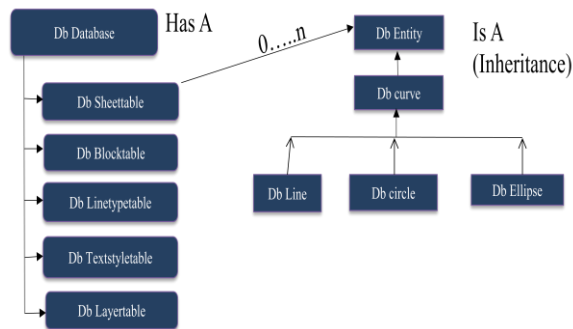 Db Database
Has A
Db Sheettable
Db Blocktable
Db Linetypetable
Db Textstyletable
Db Layertable
0.....n
Db Entity
Is A
(Inheritance)
Db curve
Db Line
Db circle
Db Ellipse